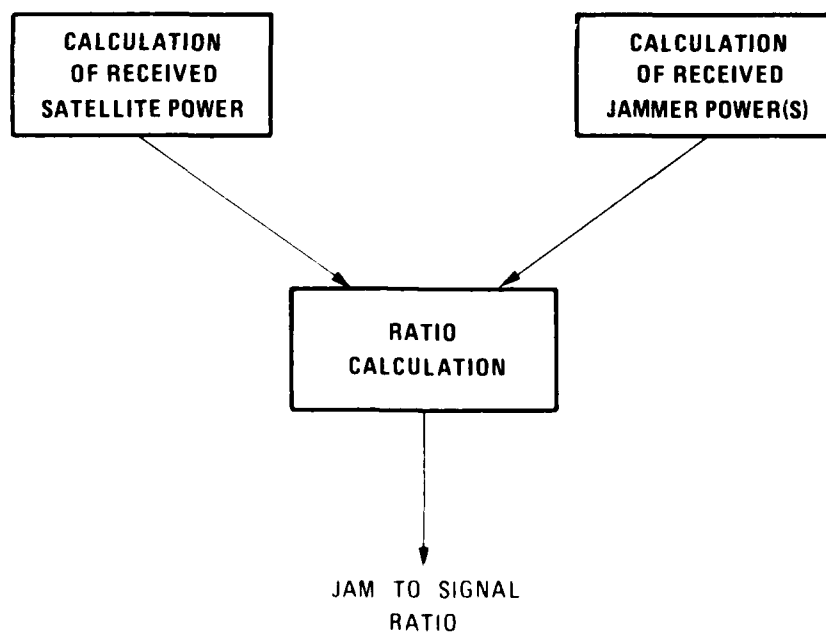 CALCULATION
OF RECEIVED
SATELLITE POWER
CALCULATION
OF RECEIVED
JAMMER POWER(S)
RATIO
CALCULATION
JAM TO SIGNAL
RATIO